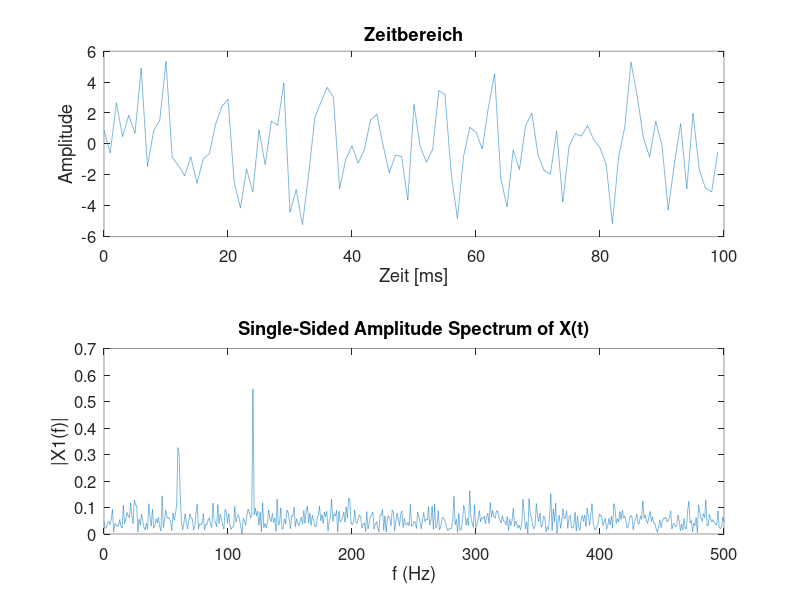 Zeitbereich
6
4
2
0
-2
-4
-6
Amplitude
0 20 40 60 80 100
Zeit [ms]
Single-Sided Amplitude Spectrum of X(t)
0.7
0.6
0.5
0.4
0.3
0.2
0.1
0
|X1(f)|
0 100 200 300 400 500
f (Hz)